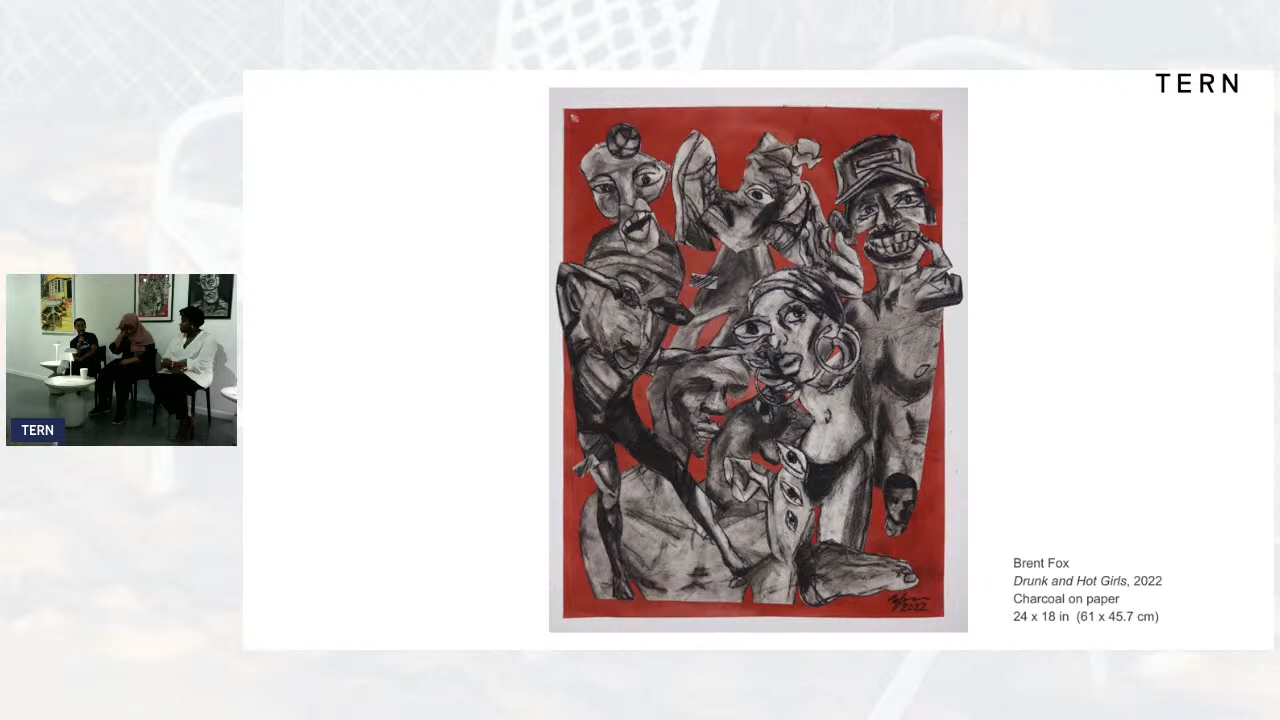 TERN
TERN
Brent Fox
Drunk and Hot Girls, 2022
Charcoal on paper
24 x 18 in (61 x 45.7 cm)
2022